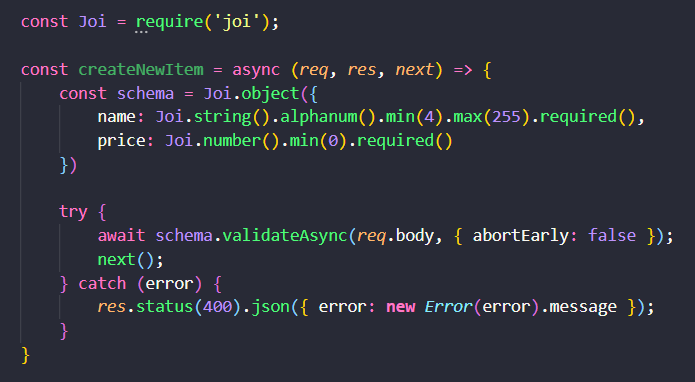 const Joi = require('joi');
const createNewItem = async (req, res, next) => {
const schema = Joi.object({
name: Joi.string().alphanum().min(4).max(255).required(),
price: Joi.number().min(0).required()
})
try {
await schema.validateAsync(req.body, { abortEarly: false });
next();
} catch (error) {
res.status(400).json({ error: new Error(error).message });
}
}